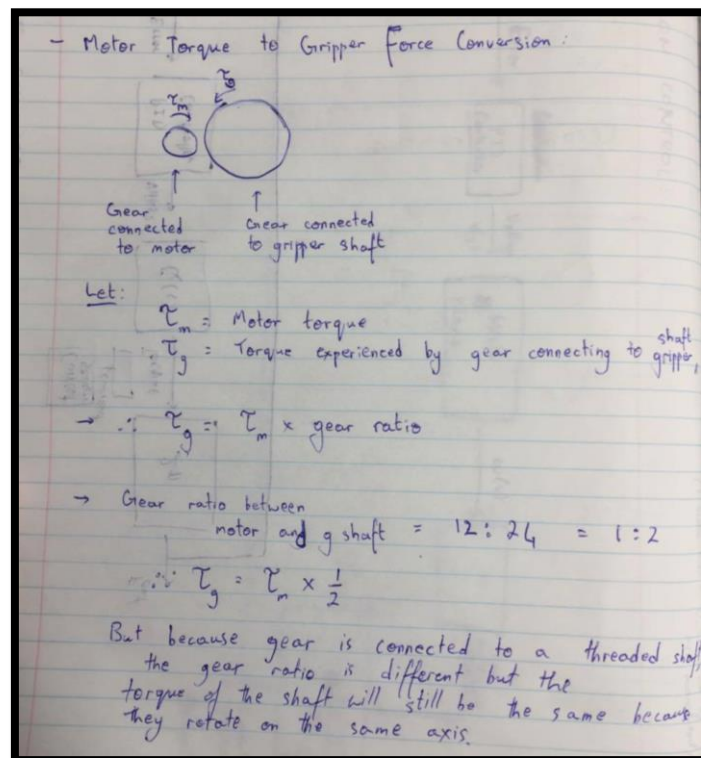 - Motor Torque to Gripper Force Conversion:
τm
τg
Gear
connected
to motor
Gear connected
to gripper shaft
Let:
τm = Motor torque
τg = Torque experienced by gear connecting to gripper shaft
→ ∴ τg = τm × gear ratio
→ Gear ratio between
motor and g shaft = 12:24 = 1:2
∴ τg = τm × 1/2
But because gear is connected to a threaded shaft,
the gear ratio is different but the
torque of the shaft will still be the same because
they rotate on the same axis.